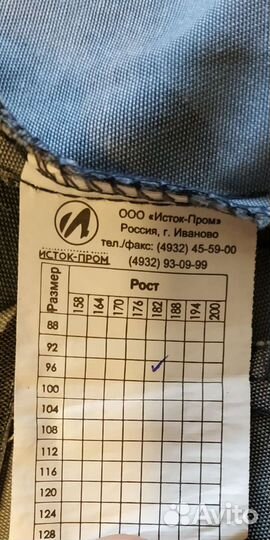 ООО «Исток-Пром»
Россия, г. Иваново
тел./факс: (4932) 45-59-00
ИСТОК-ПРОМ (4932) 93-09-99
Размер Рост
158 164 170 176 182 188 194 200
88
92
96
100
104
108
112
116
120
124
128
Avito